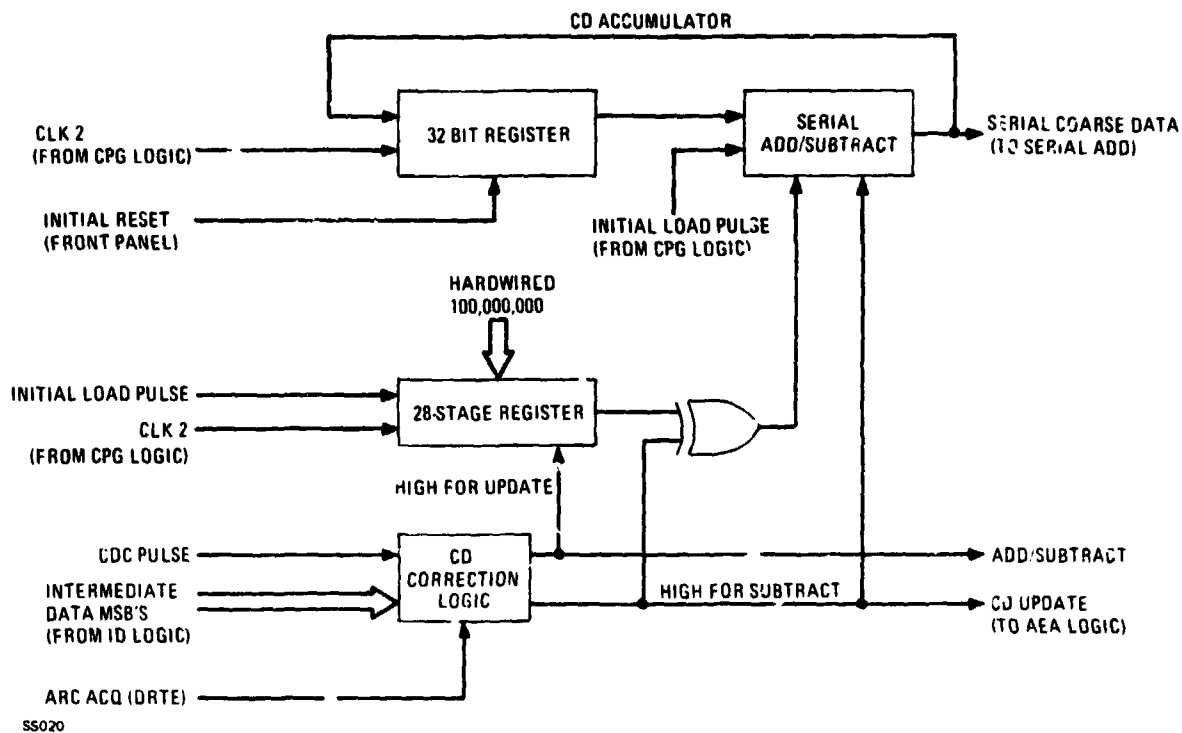 CD ACCUMULATOR
CLK 2
(FROM CPG LOGIC)
32 BIT REGISTER
SERIAL
ADD/SUBTRACT
SERIAL COARSE DATA
(TO SERIAL ADD)
INITIAL RESET
(FRONT PANEL)
INITIAL LOAD PULSE
(FROM CPG LOGIC)
HARDWIRED
100,000,000
INITIAL LOAD PULSE
CLK 2
(FROM CPG LOGIC)
28-STAGE REGISTER
HIGH FOR UPDATE
CDC PULSE
INTERMEDIATE
DATA MSB'S
(FROM ID LOGIC)
CD
CORRECTION
LOGIC
ADD/SUBTRACT
HIGH FOR SUBTRACT
CD UPDATE
(TO AEA LOGIC)
ARC ACQ (DRTE)
SS020